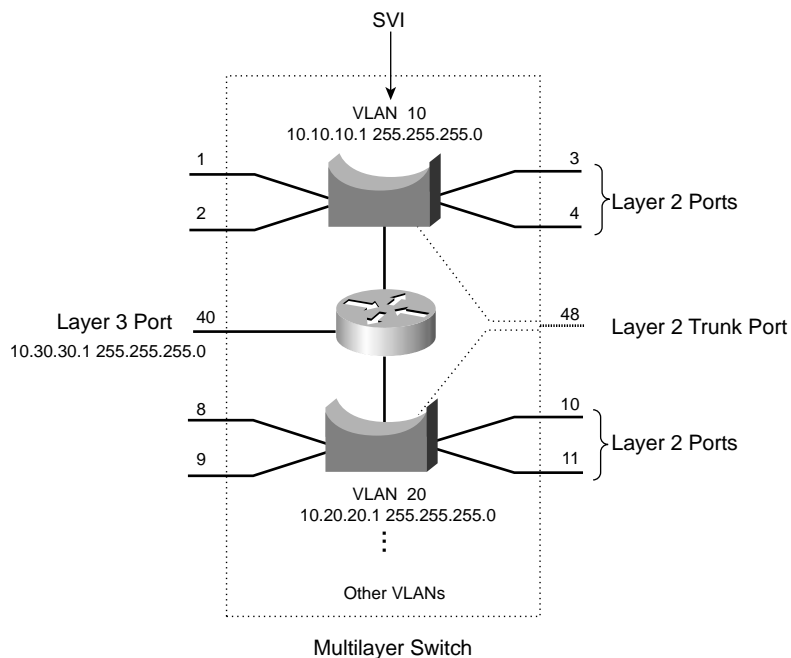 SVI
VLAN 10
10.10.10.1 255.255.255.0
1
3
2
4
Layer 2 Ports
Layer 3 Port
40
10.30.30.1 255.255.255.0
48
Layer 2 Trunk Port
8
10
9
11
Layer 2 Ports
VLAN 20
10.20.20.1 255.255.255.0
Other VLANs
Multilayer Switch